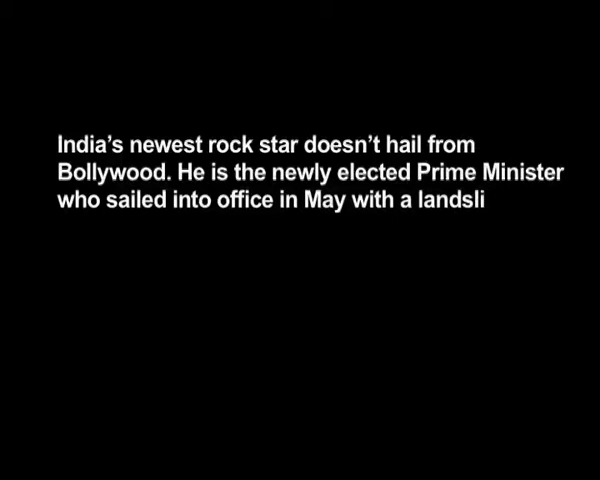 India’s newest rock star doesn’t hail from
Bollywood. He is the newly elected Prime Minister
who sailed into office in May with a landsli